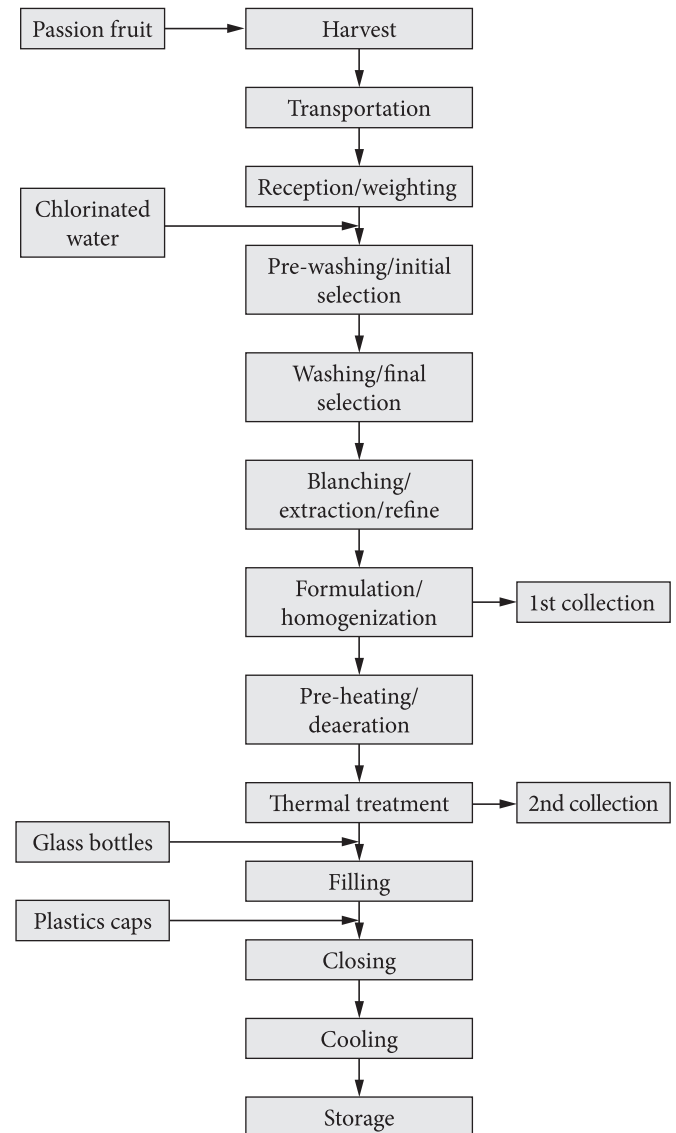 Passion fruit
Harvest
Transportation
Reception/weighting
Chlorinated
water
Pre-washing/initial
selection
Washing/final
selection
Blanching/
extraction/refine
Formulation/
homogenization
1st collection
Pre-heating/
deaeration
Thermal treatment
2nd collection
Glass bottles
Filling
Plastics caps
Closing
Cooling
Storage